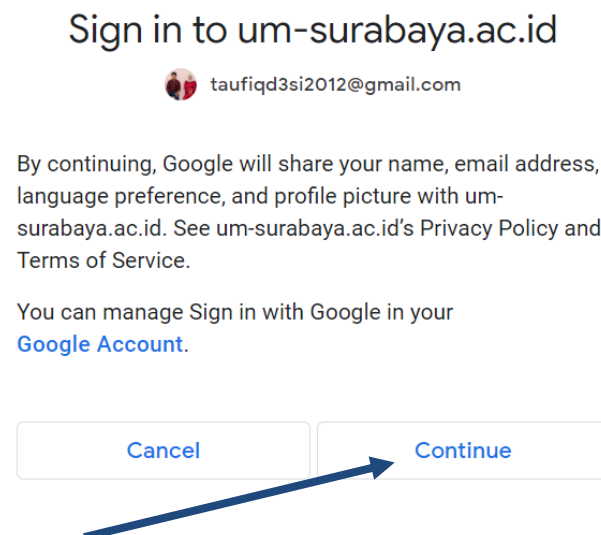 Sign in to um-surabaya.ac.id
taufiqd3si2012@gmail.com
By continuing, Google will share your name, email address,
language preference, and profile picture with um-
surabaya.ac.id. See um-surabaya.ac.id's Privacy Policy and
Terms of Service.
You can manage Sign in with Google in your
Google Account.
Cancel
Continue